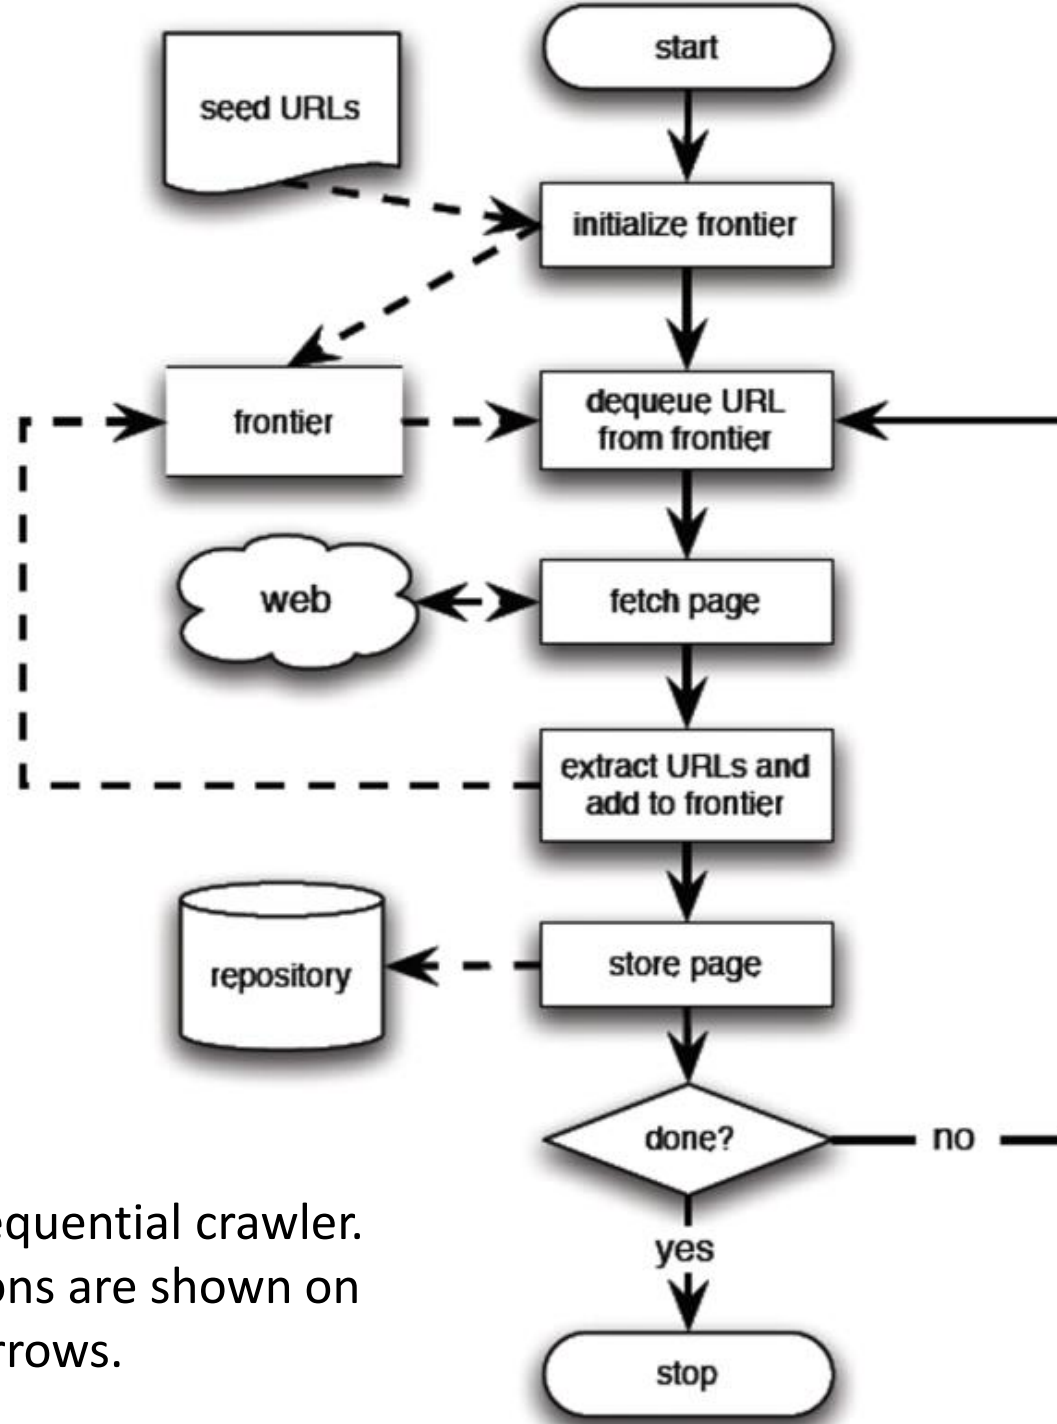 start
seed URLs
initialize frontier
frontier
dequeue URL
from frontier
web
fetch page
extract URLs and
add to frontier
repository
store page
done?
no
yes
stop
equential crawler.
ons are shown on
rrows.